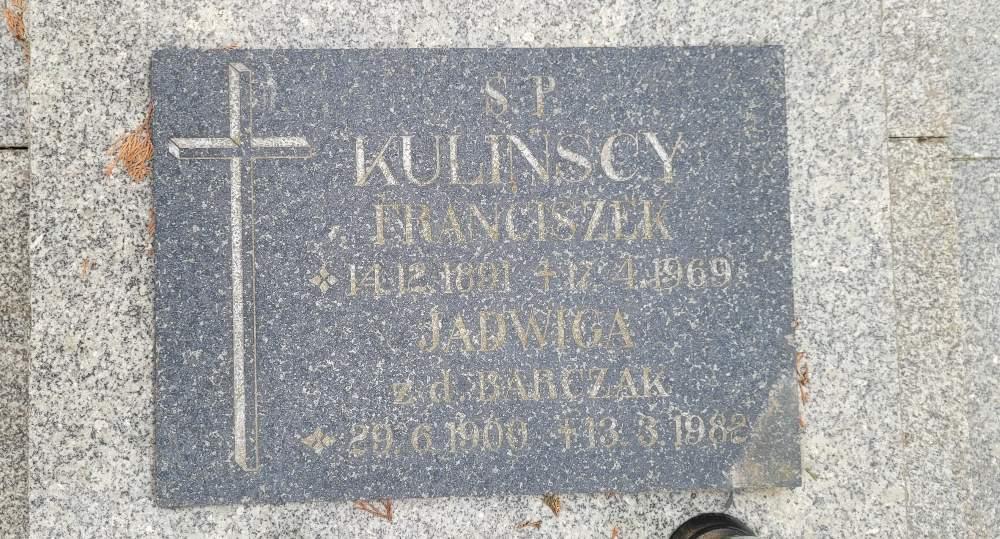 Ś. P.
KULIŃSCY
FRANCISZEK
14.12.1891 ✝ 17. 4.1969
JADWIGA
z.d. BARCZAK
29.6.1909 ✝ 13.3.1982